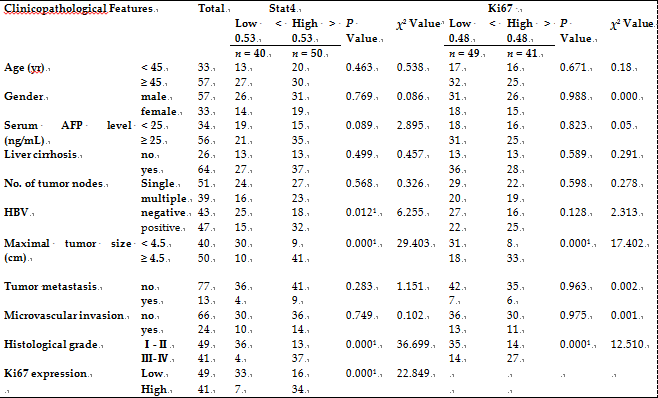 Clinicopathological Features Total Stat4 Ki67
Low < High > P χ² Value Low < High > P χ² Value
0.53 0.53 Value 0.48 0.48 Value
n = 40 n = 50 n = 49 n = 41
Age (yr) < 45 33 13 20 0.463 0.538 17 16 0.671 0.18
≥ 45 57 27 30 32 25
Gender male 57 26 31 0.769 0.086 31 26 0.988 0.000
female 33 14 19 18 15
Serum AFP level < 25 34 19 15 0.089 2.895 18 16 0.823 0.05
(ng/mL) ≥ 25 56 21 35 31 25
Liver cirrhosis no 26 13 13 0.499 0.457 13 13 0.589 0.291
yes 64 27 37 36 28
No. of tumor nodes Single 51 24 27 0.568 0.326 29 22 0.598 0.278
multiple 39 16 23 20 19
HBV negative 43 25 18 0.012¹ 6.255 27 16 0.128 2.313
positive 47 15 32 22 25
Maximal tumor size < 4.5 40 30 9 0.000¹ 29.403 31 8 0.000¹ 17.402
(cm) ≥ 4.5 50 10 41 18 33
Tumor metastasis no 77 36 41 0.283 1.151 42 35 0.963 0.002
yes 13 4 9 7 6
Microvascular invasion no 66 30 36 0.749 0.102 36 30 0.975 0.001
yes 24 10 14 13 11
Histological grade I - II 49 36 13 0.000¹ 36.699 35 14 0.000¹ 12.510
III-IV 41 4 37 14 27
Ki67 expression Low 49 33 16 0.000¹ 22.849
High 41 7 34